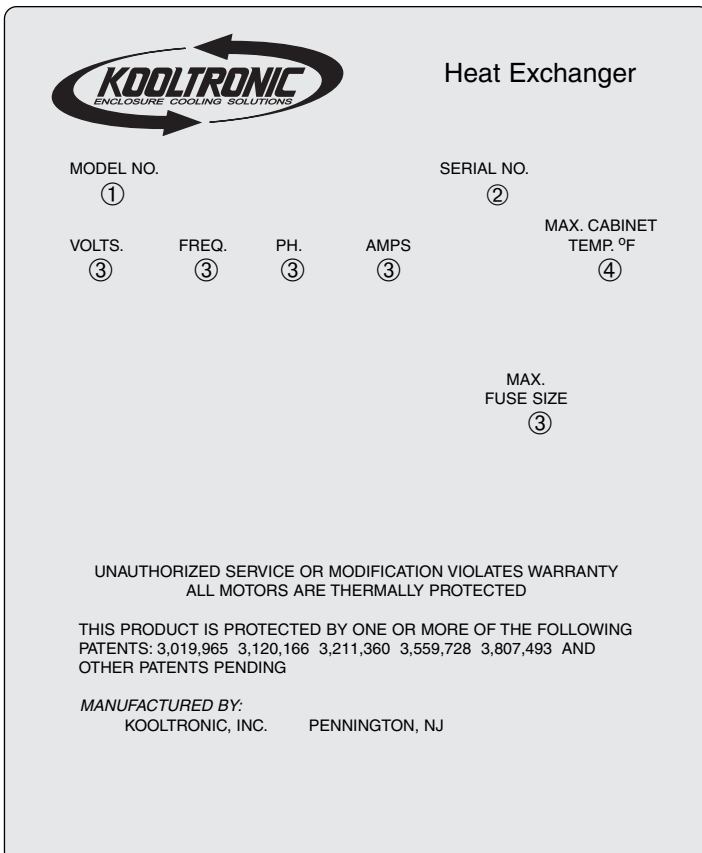 KOOLTRONIC
ENCLOSURE COOLING SOLUTIONS
Heat Exchanger
MODEL NO. SERIAL NO.
① ②
MAX. CABINET
VOLTS. FREQ. PH. AMPS TEMP. ºF
③ ③ ③ ③ ④
MAX.
FUSE SIZE
③
UNAUTHORIZED SERVICE OR MODIFICATION VIOLATES WARRANTY
ALL MOTORS ARE THERMALLY PROTECTED
THIS PRODUCT IS PROTECTED BY ONE OR MORE OF THE FOLLOWING
PATENTS: 3,019,965 3,120,166 3,211,360 3,559,728 3,807,493 AND
OTHER PATENTS PENDING
MANUFACTURED BY:
KOOLTRONIC, INC. PENNINGTON, NJ